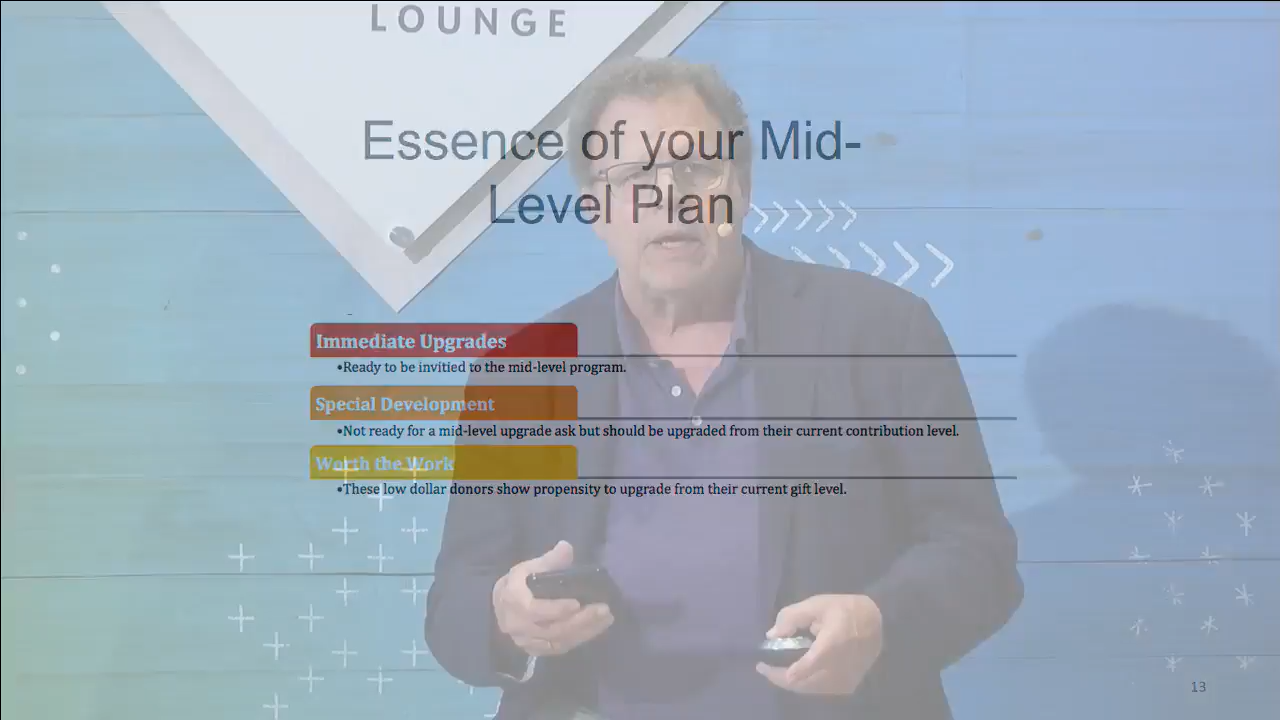 LOUNGE
Essence of your Mid-
Level Plan
Immediate Upgrades
•Ready to be invitied to the mid-level program.
Special Development
•Not ready for a mid-level upgrade ask but should be upgraded from their current contribution level.
Worth the Work
•These low dollar donors show propensity to upgrade from their current gift level.
13